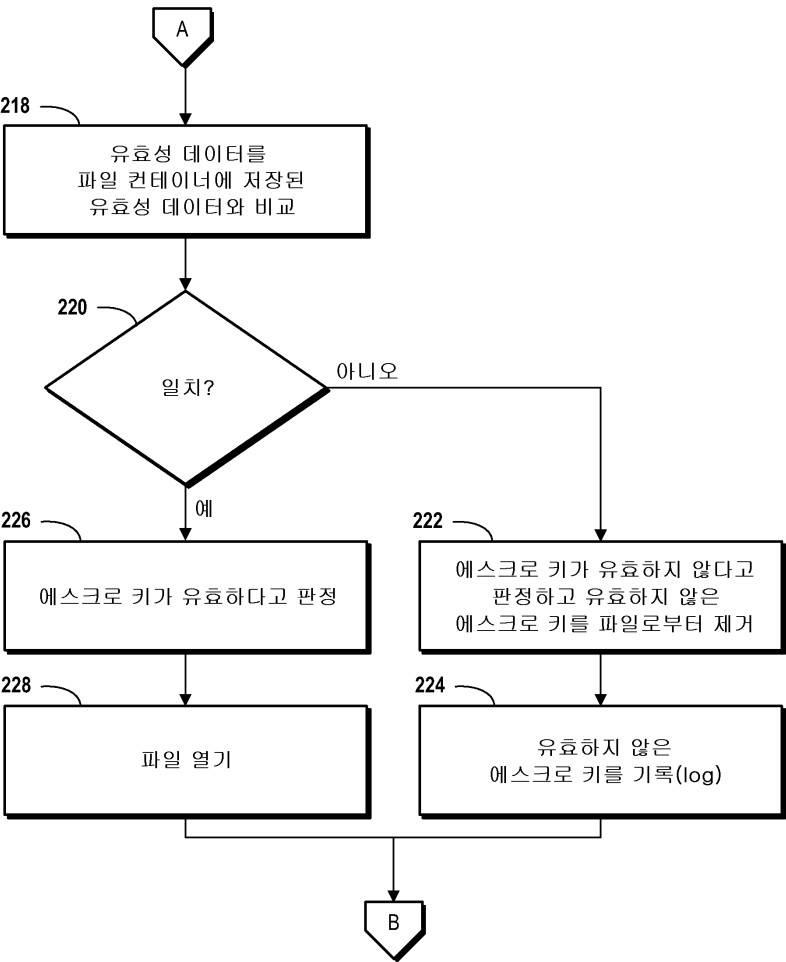 A
218
유효성 데이터를
파일 컨테이너에 저장된
유효성 데이터와 비교
220
일치?
아니오
예
226
에스크로 키가 유효하다고 판정
222
에스크로 키가 유효하지 않다고
판정하고 유효하지 않은
에스크로 키를 파일로부터 제거
228
파일 열기
224
유효하지 않은
에스크로 키를 기록(log)
B